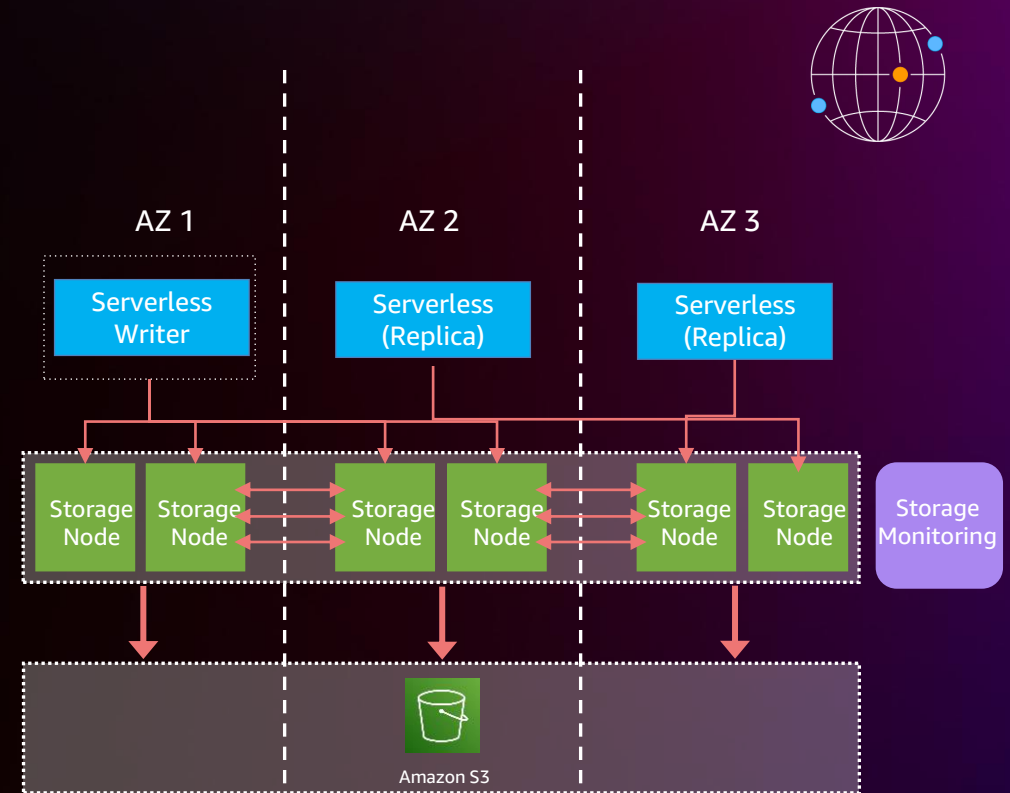 AZ 1
AZ 2
AZ 3
Serverless
Writer
Serverless
(Replica)
Serverless
(Replica)
Storage
Node
Storage
Node
Storage
Node
Storage
Node
Storage
Node
Storage
Node
Storage
Monitoring
Amazon S3